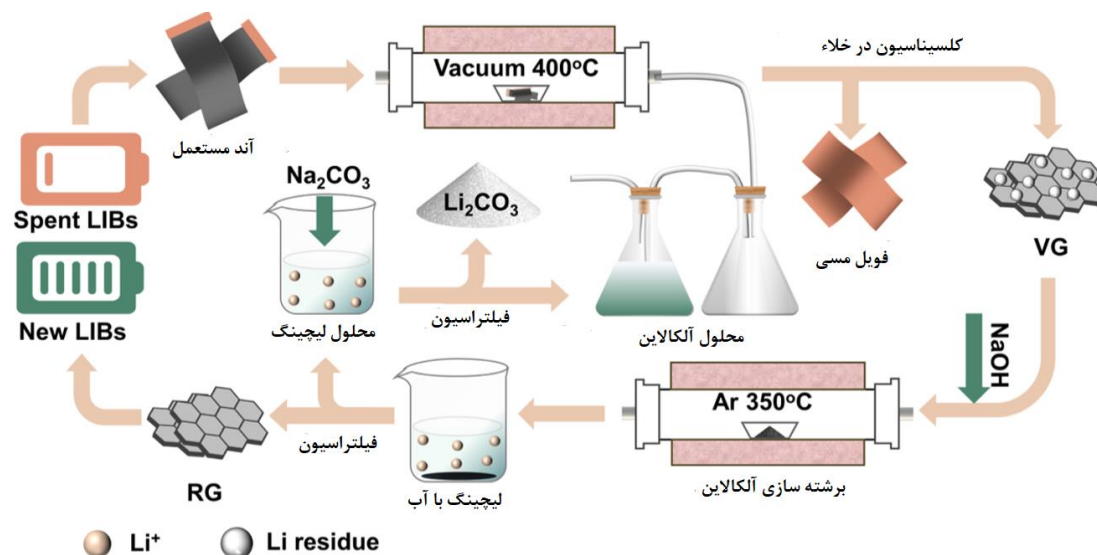 کلسیناسیون در خلاء
Vacuum 400°C
آند مستعمل
Na₂CO₃
Li₂CO₃
Spent LIBs
VG
فویل مسی
New LIBs
محلول لیچینگ
فیلتراسیون
محلول آلکالاین
NaOH
Ar 350°C
فیلتراسیون
RG
لیچینگ با آب
برشته سازی آلکالاین
Li⁺
Li residue